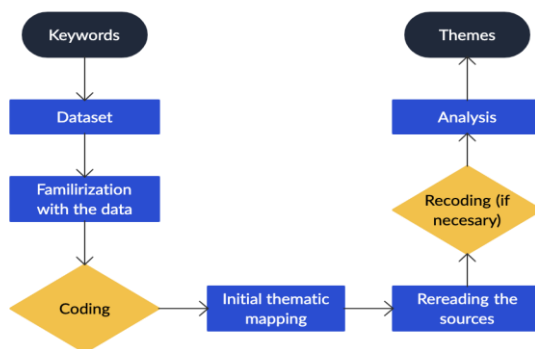 Keywords
Dataset
Familirization
with the data
Coding
Initial thematic
mapping
Rereading the
sources
Recoding (if
necesary)
Analysis
Themes